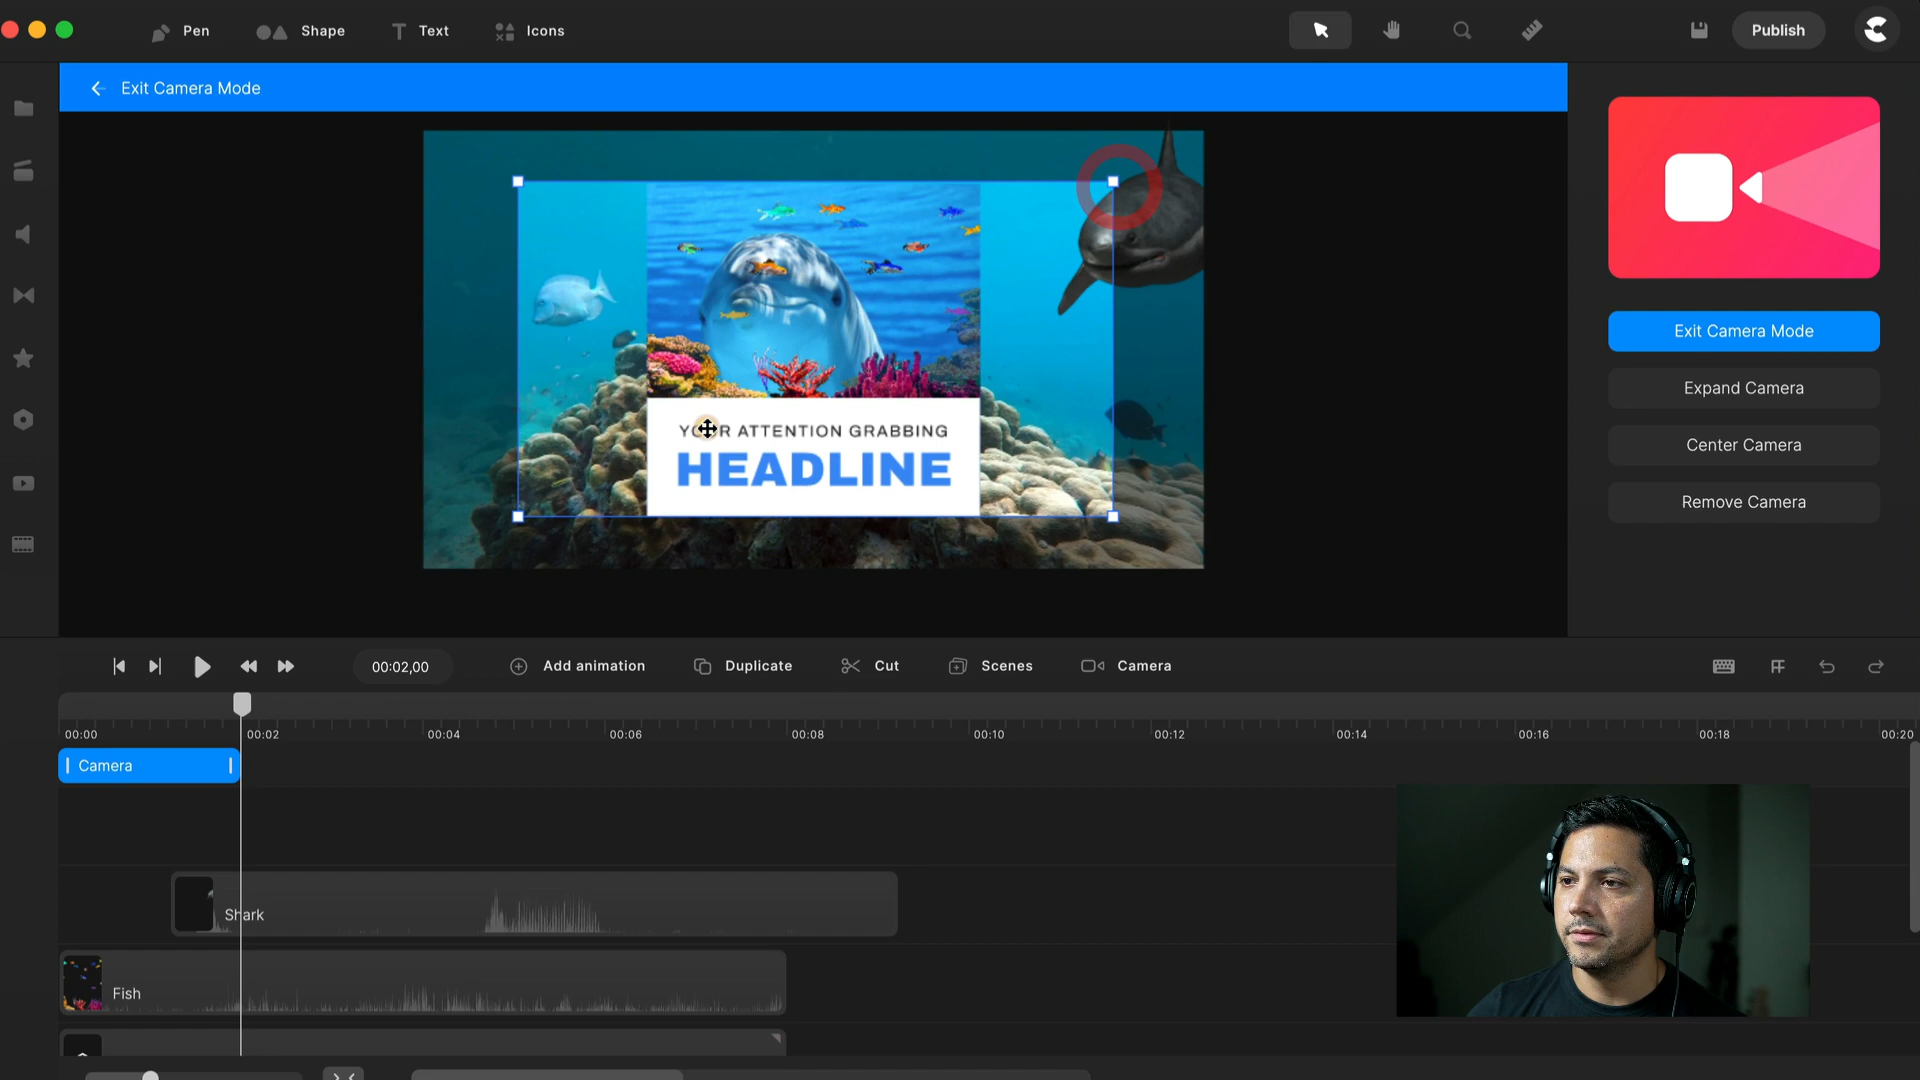 Pen
Shape
Text
Icons
Publish
Exit Camera Mode
YOUR ATTENTION GRABBING
HEADLINE
Exit Camera Mode
Expand Camera
Center Camera
Remove Camera
00:02,00
Add animation
Duplicate
Cut
Scenes
Camera
00:00
00:02
00:04
00:06
00:08
00:10
00:12
00:14
00:16
00:18
00:20
Camera
Shark
Fish